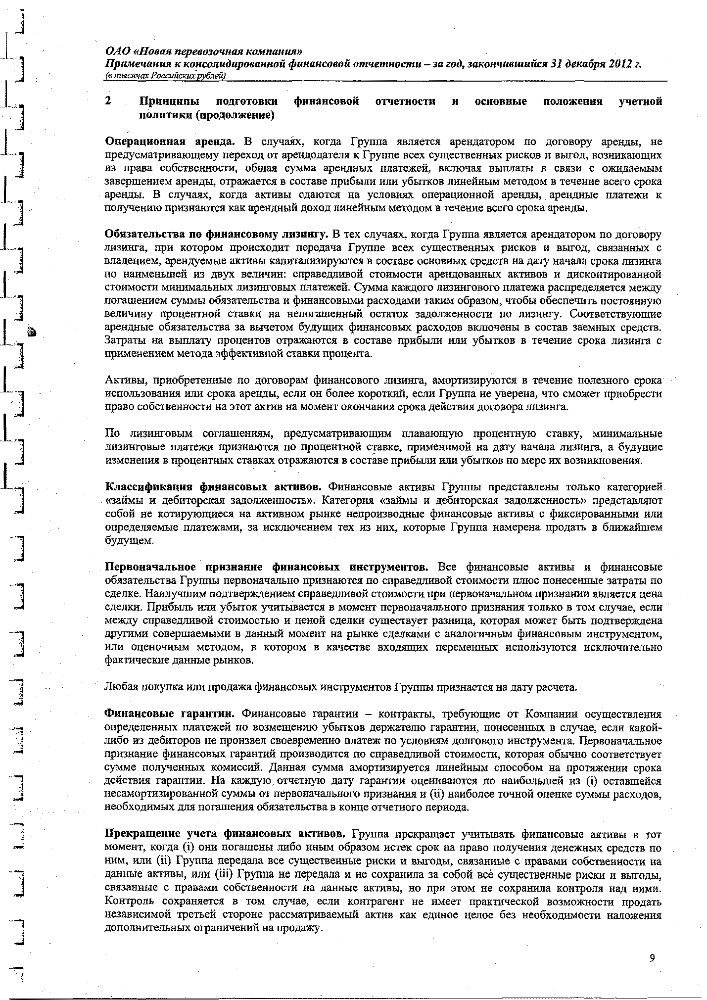 ОАО «Новая перевозочная компания»
Примечания к консолидированной финансовой отчетности – за год, закончившийся 31 декабря 2012 г.
(в тысячах Российских рублей)
2 Принципы подготовки финансовой отчетности и основные положения учетной
политики (продолжение)
Операционная аренда. В случаях, когда Группа является арендатором по договору аренды, не
предусматривающему переход от арендодателя к Группе всех существенных рисков и выгод, возникающих
из права собственности, общая сумма арендных платежей, включая выплаты в связи с ожидаемым
завершением аренды, отражается в составе прибыли или убытков линейным методом в течение всего срока
аренды. В случаях, когда активы сдаются на условиях операционной аренды, арендные платежи к
получению признаются как арендный доход линейным методом в течение всего срока аренды.
Обязательства по финансовому лизингу. В тех случаях, когда Группа является арендатором по договору
лизинга, при котором происходит передача Группе всех существенных рисков и выгод, связанных с
владением, арендуемые активы капитализируются в составе основных средств на дату начала срока лизинга
по наименьшей из двух величин: справедливой стоимости арендованных активов и дисконтированной
стоимости минимальных лизинговых платежей. Сумма каждого лизингового платежа распределяется между
погашением суммы обязательства и финансовыми расходами таким образом, чтобы обеспечить постоянную
величину процентной ставки на непогашенный остаток задолженности по лизингу. Соответствующие
арендные обязательства за вычетом будущих финансовых расходов включены в состав заемных средств.
Затраты на выплату процентов отражаются в составе прибыли или убытков в течение срока лизинга с
применением метода эффективной ставки процента.
Активы, приобретенные по договорам финансового лизинга, амортизируются в течение полезного срока
использования или срока аренды, если он более короткий, если Группа не уверена, что сможет приобрести
право собственности на этот актив на момент окончания срока действия договора лизинга.
По лизинговым соглашениям, предусматривающим плавающую процентную ставку, минимальные
лизинговые платежи признаются по процентной ставке, применимой на дату начала лизинга, а будущие
изменения в процентных ставках отражаются в составе прибыли или убытков по мере их возникновения.
Классификация финансовых активов. Финансовые активы Группы представлены только категорией
«займы и дебиторская задолженность». Категория «займы и дебиторская задолженность» представляют
собой не котирующиеся на активном рынке непроизводные финансовые активы с фиксированными или
определяемые платежами, за исключением тех из них, которые Группа намерена продать в ближайшем
будущем.
Первоначальное признание финансовых инструментов. Все финансовые активы и финансовые
обязательства Группы первоначально признаются по справедливой стоимости плюс понесенные затраты по
сделке. Наилучшим подтверждением справедливой стоимости при первоначальном признании является цена
сделки. Прибыль или убыток учитывается в момент первоначального признания только в том случае, если
между справедливой стоимостью и ценой сделки существует разница, которая может быть подтверждена
другими совершаемыми в данный момент на рынке сделками с аналогичным финансовым инструментом,
или оценочным методом, в котором в качестве входящих переменных используются исключительно
фактические данные рынков.
Любая покупка или продажа финансовых инструментов Группы признается на дату расчета.
Финансовые гарантии. Финансовые гарантии – контракты, требующие от Компании осуществления
определенных платежей по возмещению убытков держателю гарантии, понесенных в случае, если какой-
либо из дебиторов не произвел своевременно платеж по условиям долгового инструмента. Первоначальное
признание финансовых гарантий производится по справедливой стоимости, которая обычно соответствует
сумме полученных комиссий. Данная сумма амортизируется линейным способом на протяжении срока
действия гарантии. На каждую отчетную дату гарантии оцениваются по наибольшей из (i) оставшейся
несамортизированной суммы от первоначального признания и (ii) наиболее точной оценке суммы расходов,
необходимых для погашения обязательства в конце отчетного периода.
Прекращение учета финансовых активов. Группа прекращает учитывать финансовые активы в тот
момент, когда (i) они погашены либо иным образом истек срок на право получения денежных средств по
ним, или (ii) Группа передала все существенные риски и выгоды, связанные с правами собственности на
данные активы, или (iii) Группа не передала и не сохранила за собой все существенные риски и выгоды,
связанные с правами собственности на данные активы, но при этом не сохранила контроля над ними.
Контроль сохраняется в том случае, если контрагент не имеет практической возможности продать
независимой третьей стороне рассматриваемый актив как единое целое без необходимости наложения
дополнительных ограничений на продажу.
9